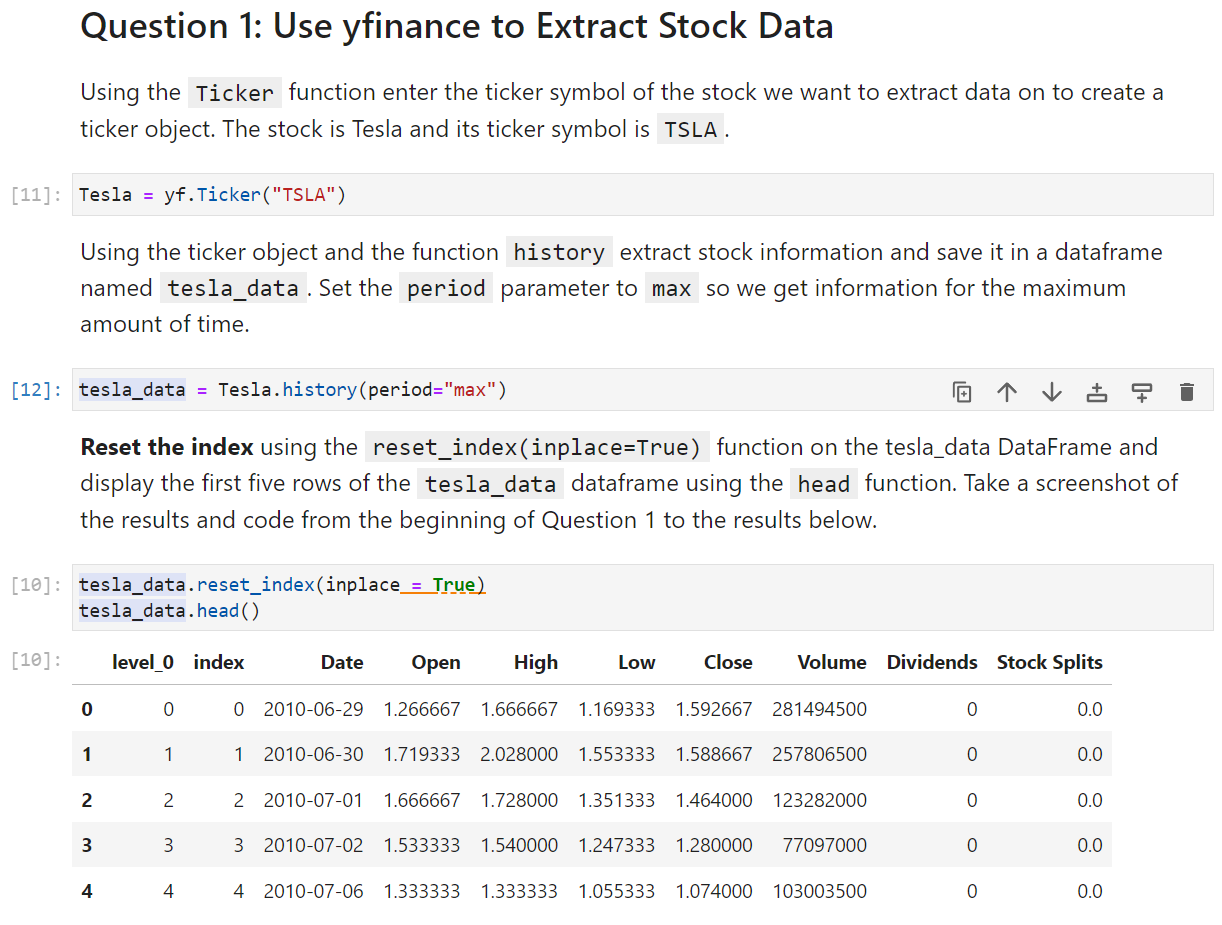 Question 1: Use yfinance to Extract Stock Data
Using the Ticker function enter the ticker symbol of the stock we want to extract data on to create a
ticker object. The stock is Tesla and its ticker symbol is TSLA.
[11]: Tesla = yf.Ticker("TSLA")
Using the ticker object and the function history extract stock information and save it in a dataframe
named tesla_data. Set the period parameter to max so we get information for the maximum
amount of time.
[12]: tesla_data = Tesla.history(period="max")
Reset the index using the reset_index(inplace=True) function on the tesla_data DataFrame and
display the first five rows of the tesla_data dataframe using the head function. Take a screenshot of
the results and code from the beginning of Question 1 to the results below.
[10]: tesla_data.reset_index(inplace = True)
tesla_data.head()
[10]: level_0 index Date Open High Low Close Volume Dividends Stock Splits
0 0 0 2010-06-29 1.266667 1.666667 1.169333 1.592667 281494500 0 0.0
1 1 1 2010-06-30 1.719333 2.028000 1.553333 1.588667 257806500 0 0.0
2 2 2 2010-07-01 1.666667 1.728000 1.351333 1.464000 123282000 0 0.0
3 3 3 2010-07-02 1.533333 1.540000 1.247333 1.280000 77097000 0 0.0
4 4 4 2010-07-06 1.333333 1.333333 1.055333 1.074000 103003500 0 0.0